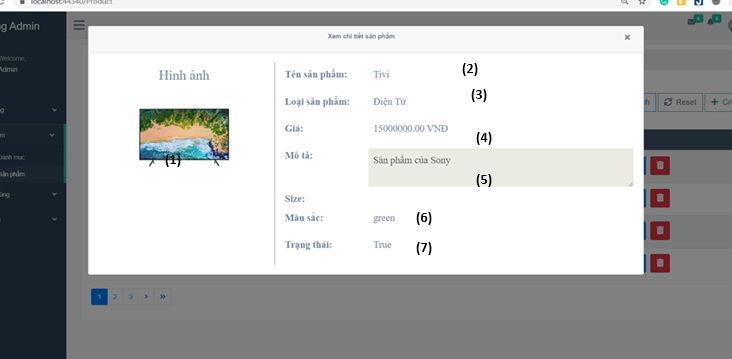 localhost:44340/Product
ng Admin
Welcome,
Admin
Xem chi tiết sản phẩm
×
Hình ảnh
(1)
Tên sản phẩm: Tivi (2)
Loại sản phẩm: Điện Tử (3)
Giá: 15000000.00 VNĐ
(4)
Mô tả: Sản phẩm của Sony
(5)
Size:
Màu sắc: green (6)
Trạng thái: True (7)
Reset
+ Cre
Danh mục
sản phẩm
1 2 3 › »